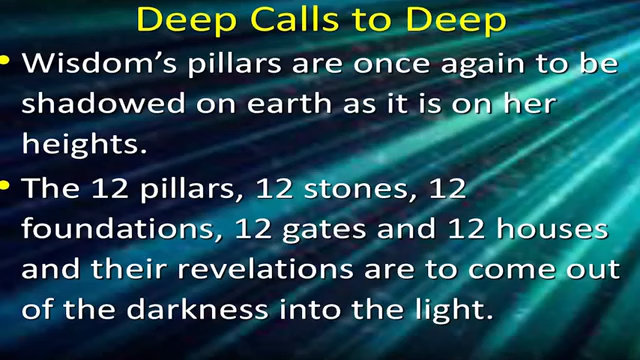 Deep Calls to Deep
• Wisdom’s pillars are once again to be
shadowed on earth as it is on her
heights.
• The 12 pillars, 12 stones, 12
foundations, 12 gates and 12 houses
and their revelations are to come out
of the darkness into the light.